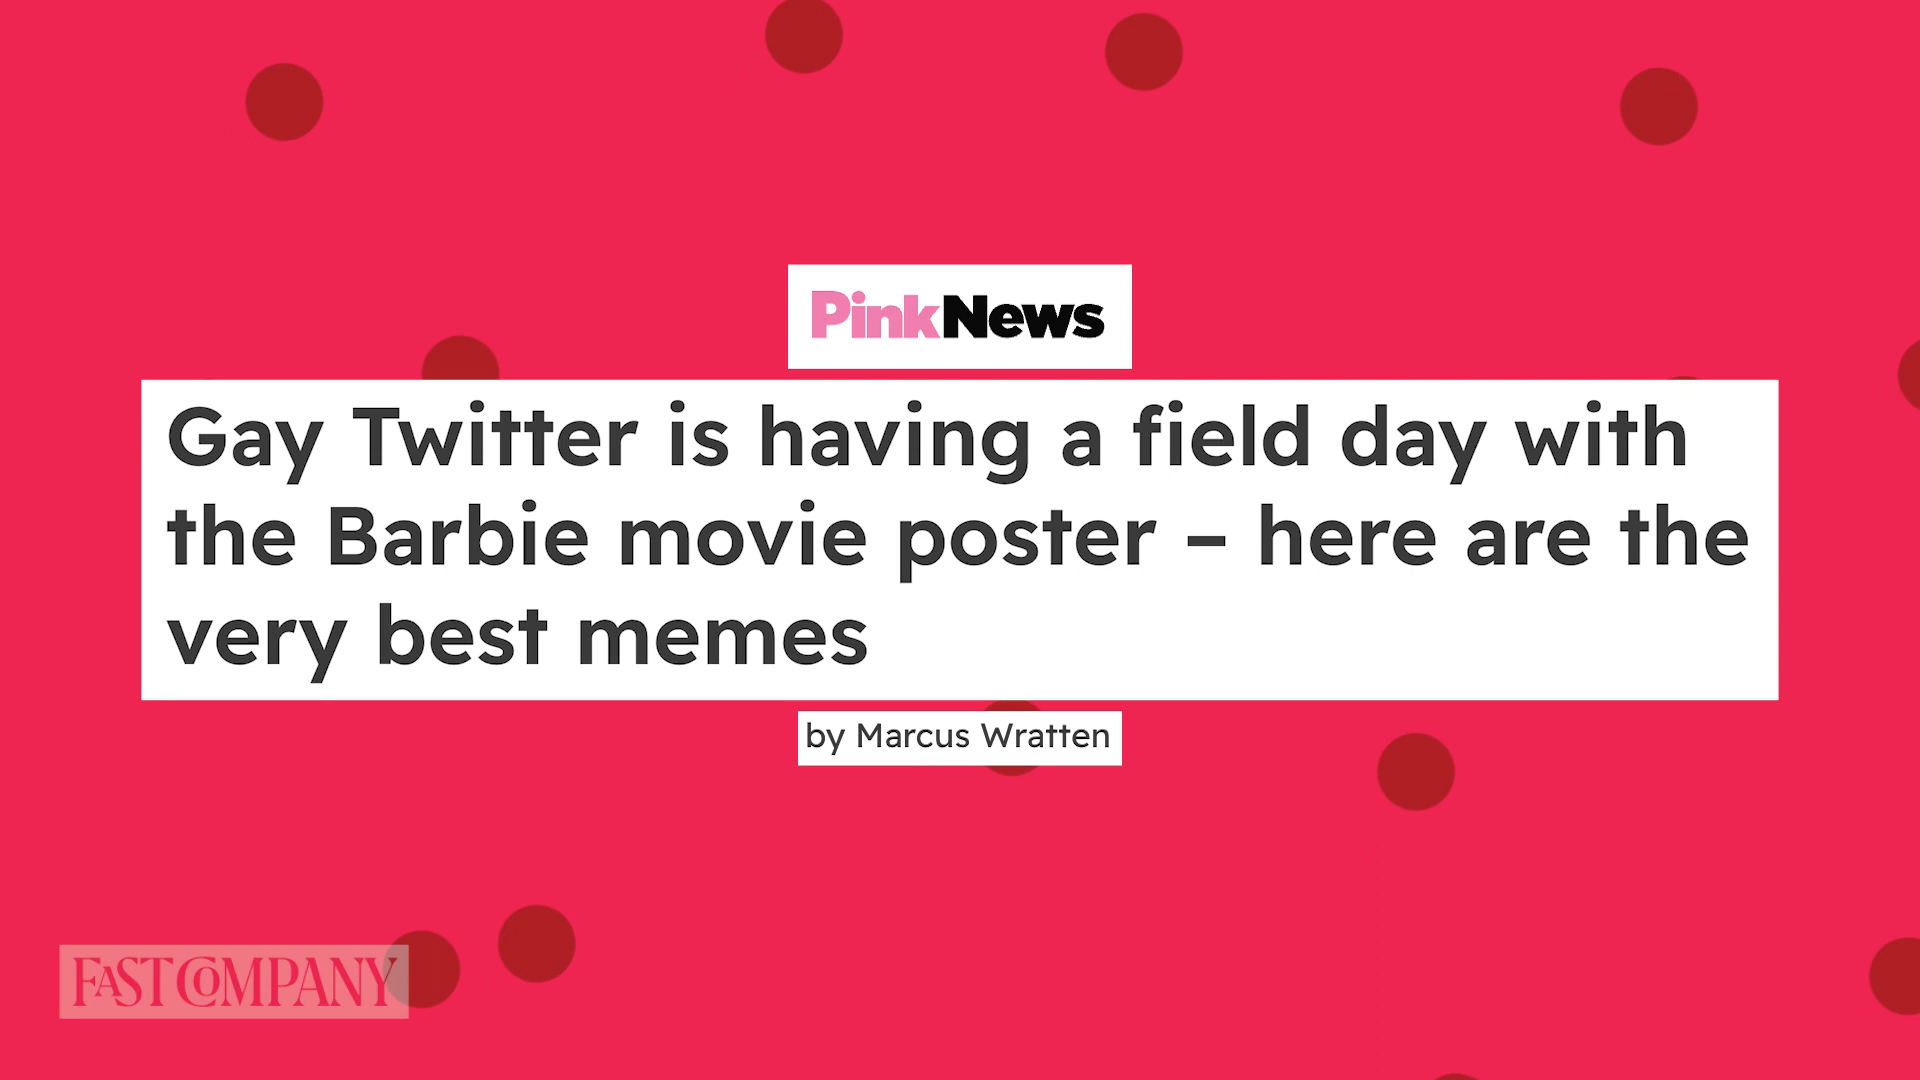 PinkNews
Gay Twitter is having a field day with
the Barbie movie poster – here are the
very best memes
by Marcus Wratten
FAST COMPANY